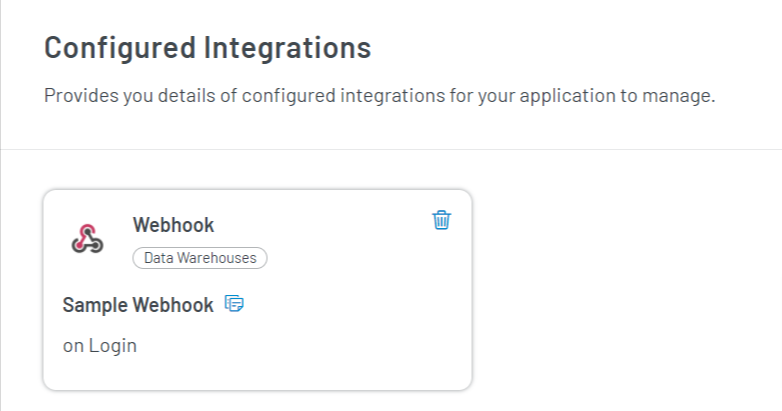 Configured Integrations
Provides you details of configured integrations for your application to manage.
Webhook
Data Warehouses
Sample Webhook
on Login